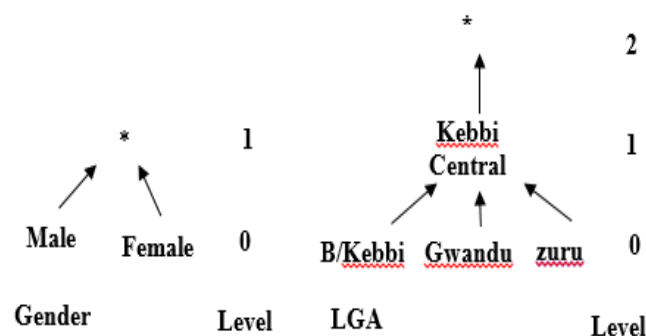 *
2
*
1
Kebbi
Central
1
Male
Female
0
B/Kebbi
Gwandu
zuru
0
Gender
Level
LGA
Level